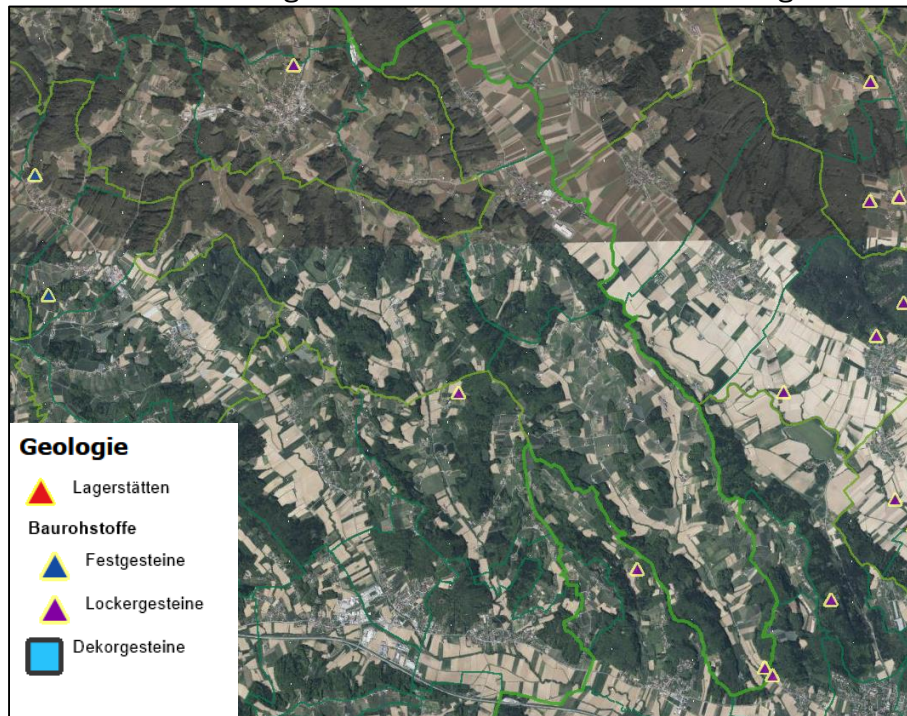 Geologie
Lagerstätten
Baurohstoffe
Festgesteine
Lockergesteine
Dekorgesteine